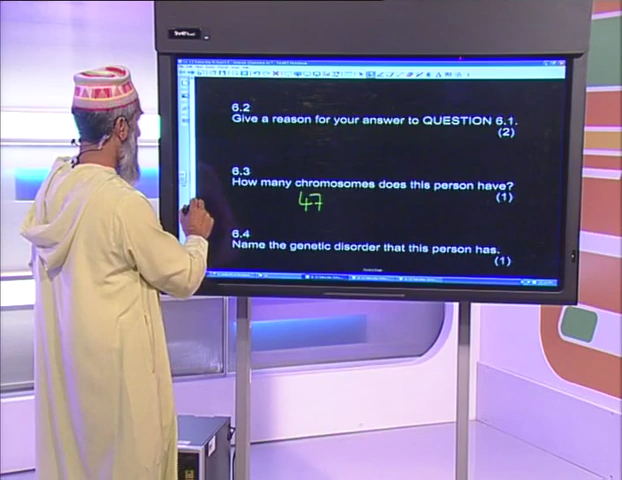 6.2
Give a reason for your answer to QUESTION 6.1.
(2)
6.3
How many chromosomes does this person have?
(1)
47
6.4
Name the genetic disorder that this person has.
(1)